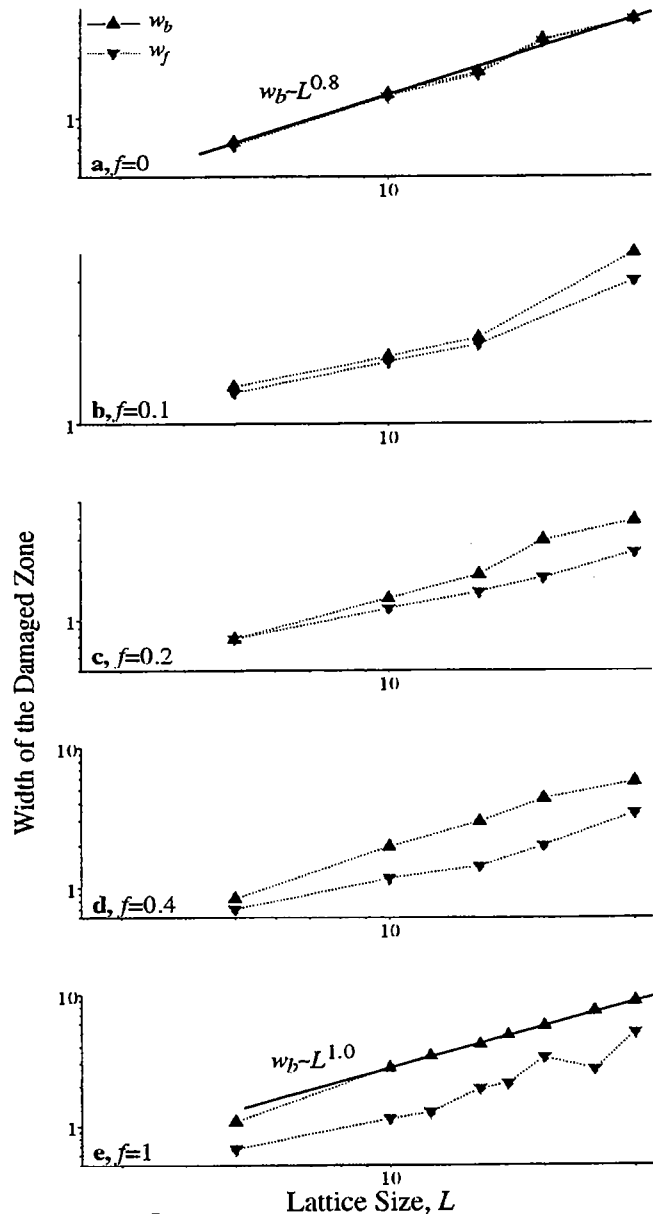 w_b
w_f
w_b~L^0.8
1
a, f=0
10
1
b, f=0.1
10
1
c, f=0.2
10
10
1
d, f=0.4
10
10
w_b~L^1.0
1
e, f=1
10
Width of the Damaged Zone
Lattice Size, L